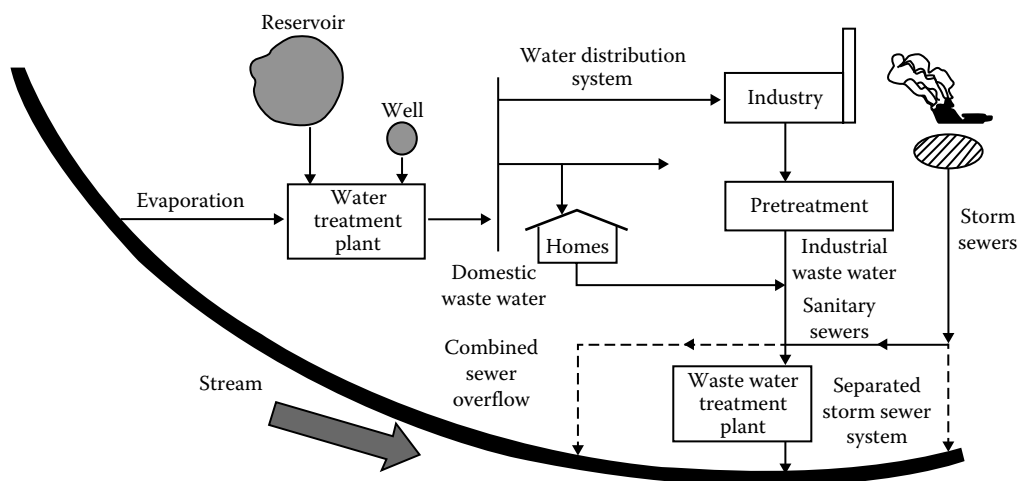 Reservoir
Well
Water distribution
system
Industry
Evaporation
Water
treatment
plant
Pretreatment
Storm
sewers
Homes
Domestic
waste water
Industrial
waste water
Sanitary
sewers
Combined
sewer
overflow
Stream
Waste water
treatment
plant
Separated
storm sewer
system